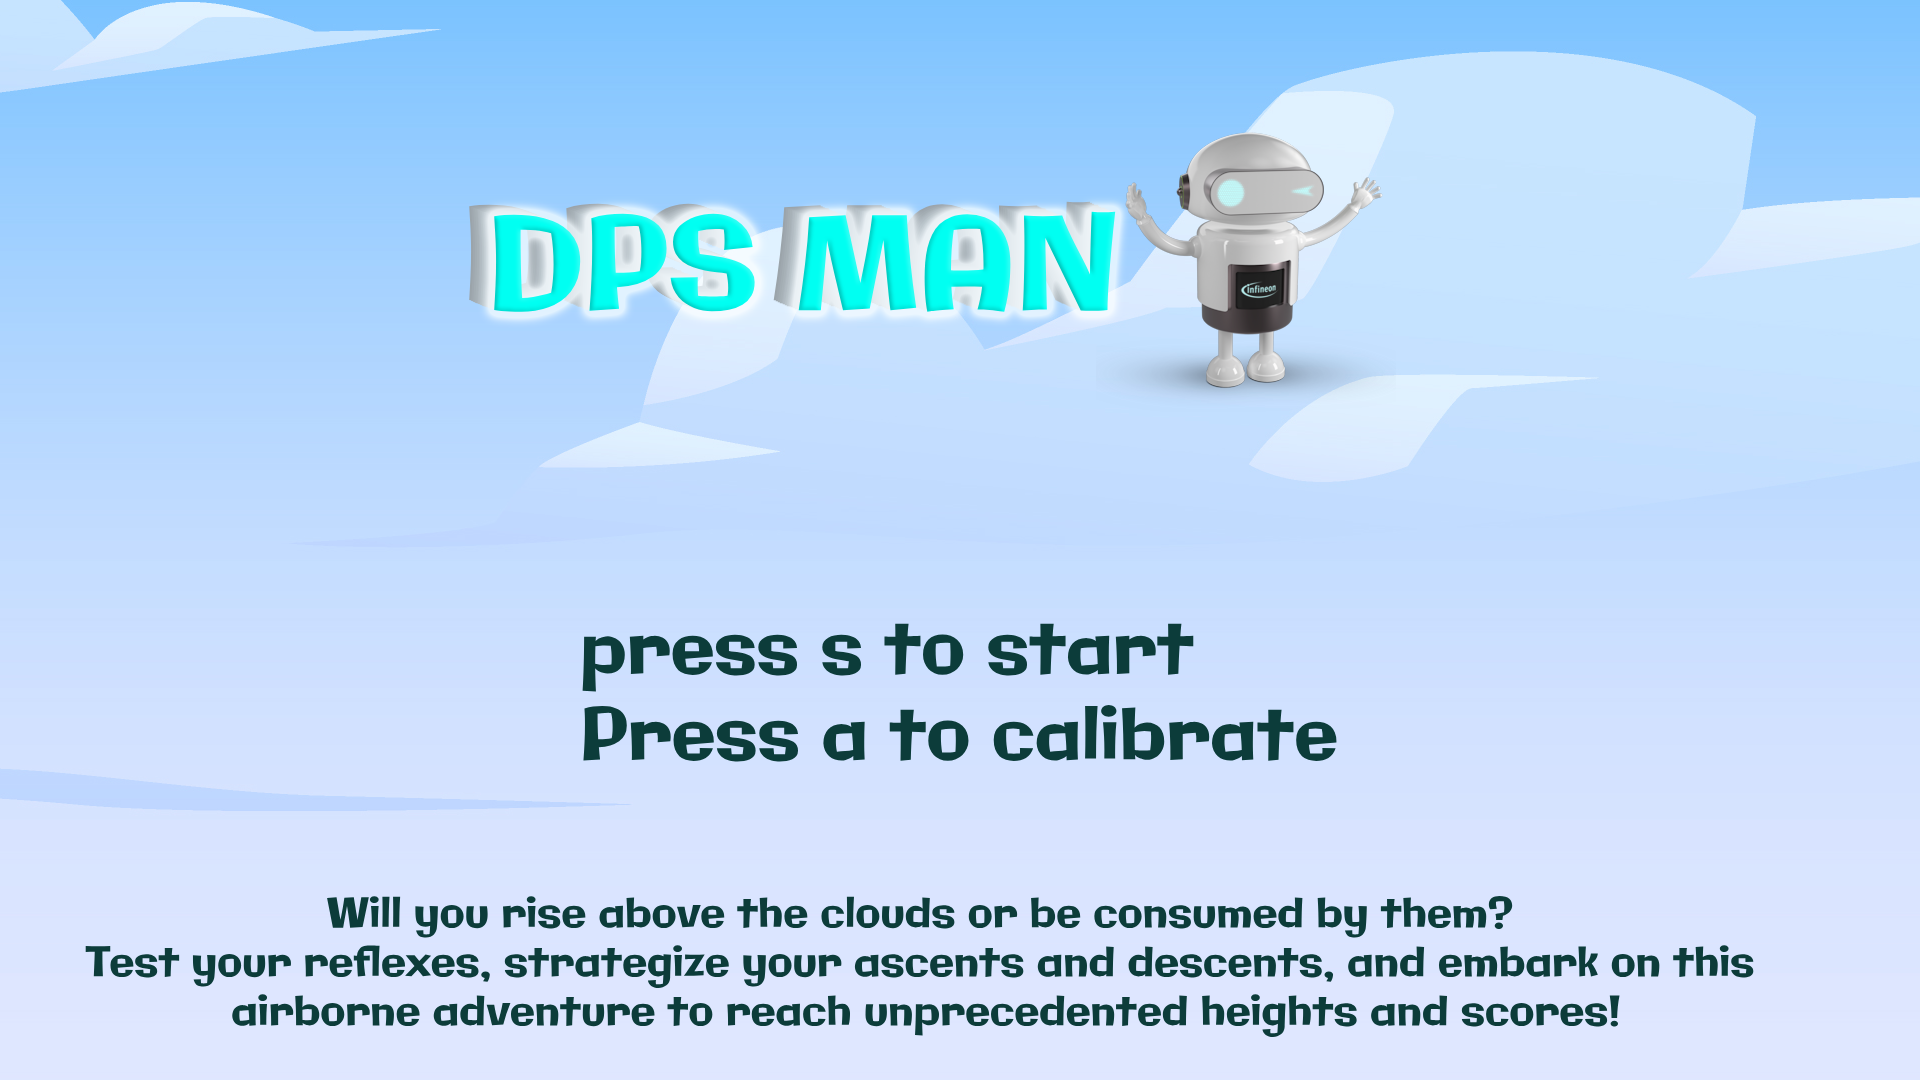 DPS MAN
infineon
press s to start
Press a to calibrate
Will you rise above the clouds or be consumed by them?
Test your reflexes, strategize your ascents and descents, and embark on this
airborne adventure to reach unprecedented heights and scores!